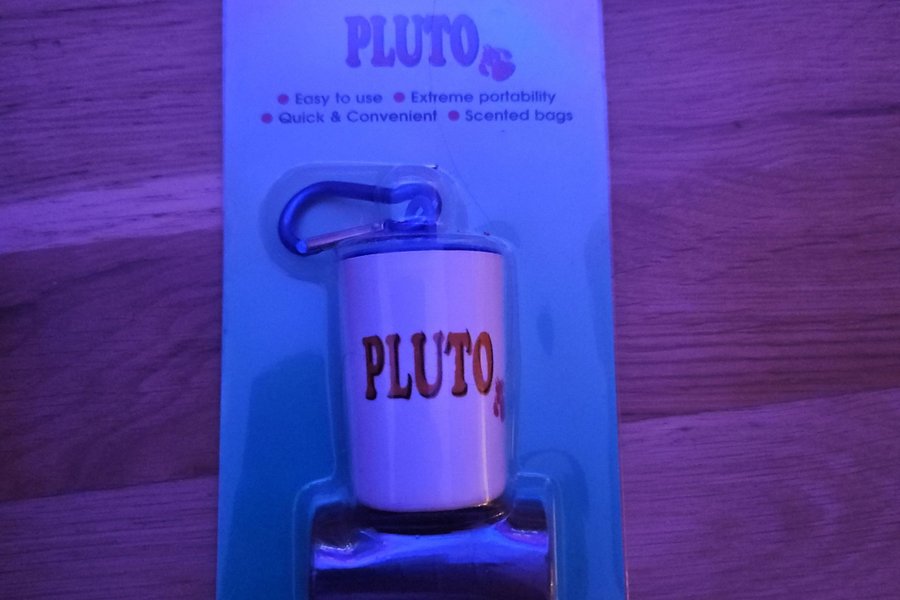 PLUTO
• Easy to use • Extreme portability
• Quick & Convenient • Scented bags
PLUTO